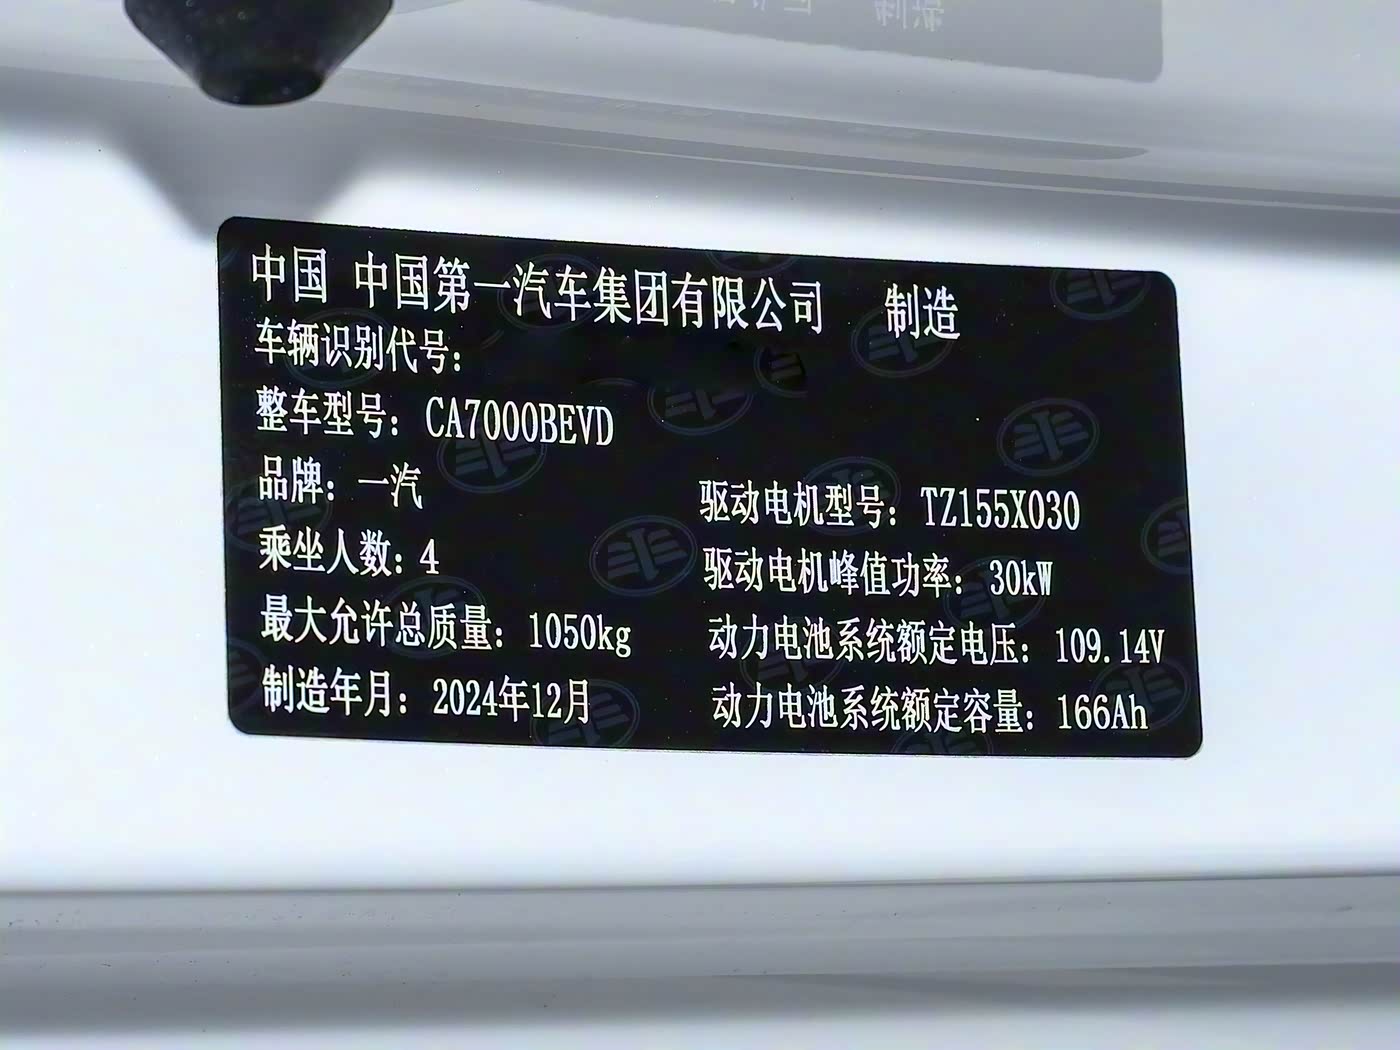 中国 中国第一汽车集团有限公司 制造
车辆识别代号:
整车型号: CA7000BEVD
品牌: 一汽
驱动电机型号: TZ155X030
乘坐人数: 4
驱动电机峰值功率: 30kW
最大允许总质量: 1050kg
动力电池系统额定电压: 109.14V
制造年月: 2024年12月
动力电池系统额定容量: 166Ah